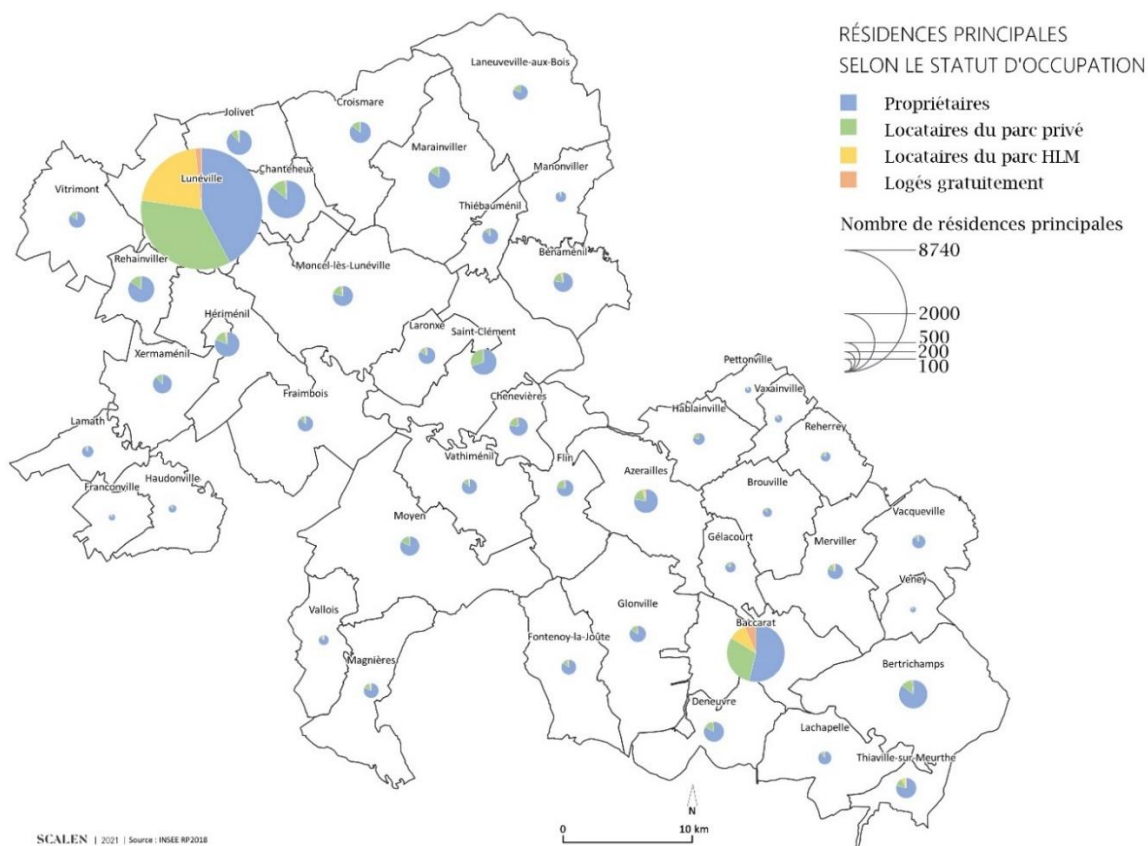 RÉSIDENCES PRINCIPALES
SELON LE STATUT D'OCCUPATION
Propriétaires
Locataires du parc privé
Locataires du parc HLM
Logés gratuitement
Nombre de résidences principales
8740
2000
500
200
100
Laneuveville-aux-Bois
Croismare
Jolivet
Marainviller
Chanteheux
Manonviller
Lunéville
Vitrimont
Thiébauménil
Bénaménil
Rehainviller
Moncel-lès-Lunéville
Hériménil
Laronxe
Saint-Clément
Xermaménil
Pettonville
Vaxainville
Fraimbois
Chenevières
Hablainville
Lamath
Reherrey
Vathiménil
Flin
Azerailles
Franconville
Haudonville
Brouville
Vacqueville
Moyen
Gélacourt
Merviller
Veney
Vallois
Glonville
Baccarat
Fontenoy-la-Joûte
Magnières
Bertrichamps
Deneuvre
Lachapelle
Thiaville-sur-Meurthe
N
0 10 km
SCALEN | 2021 | Source : INSEE RP2018